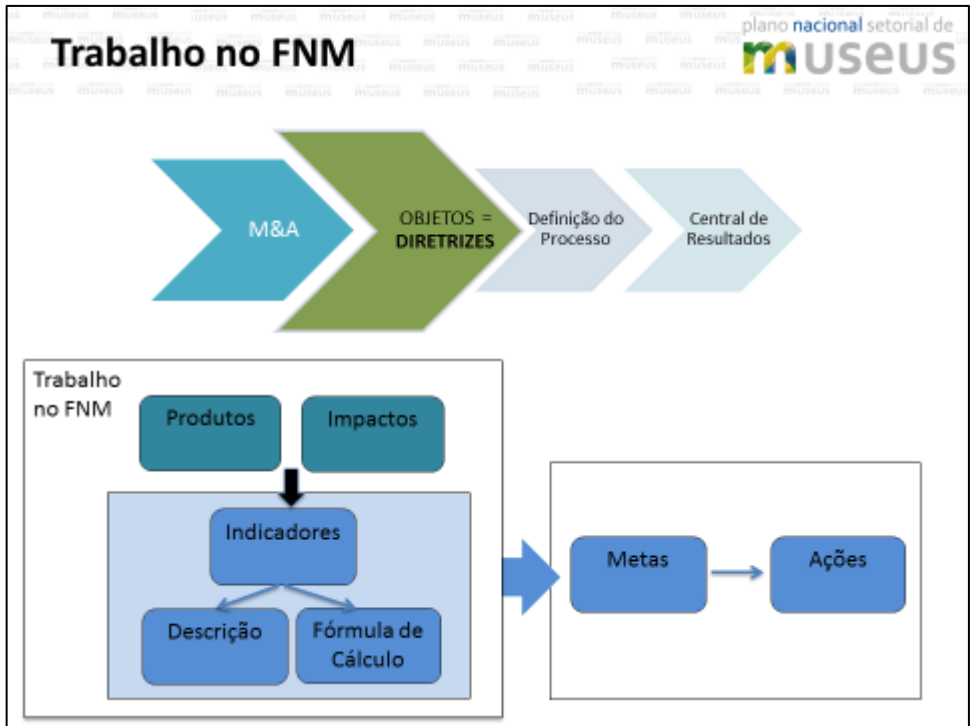 Trabalho no FNM
plano nacional setorial de
museus
M&A
OBJETOS =
DIRETRIZES
Definição do
Processo
Central de
Resultados
Trabalho
no FNM
Produtos
Impactos
Indicadores
Descrição
Fórmula de
Cálculo
Metas
Ações